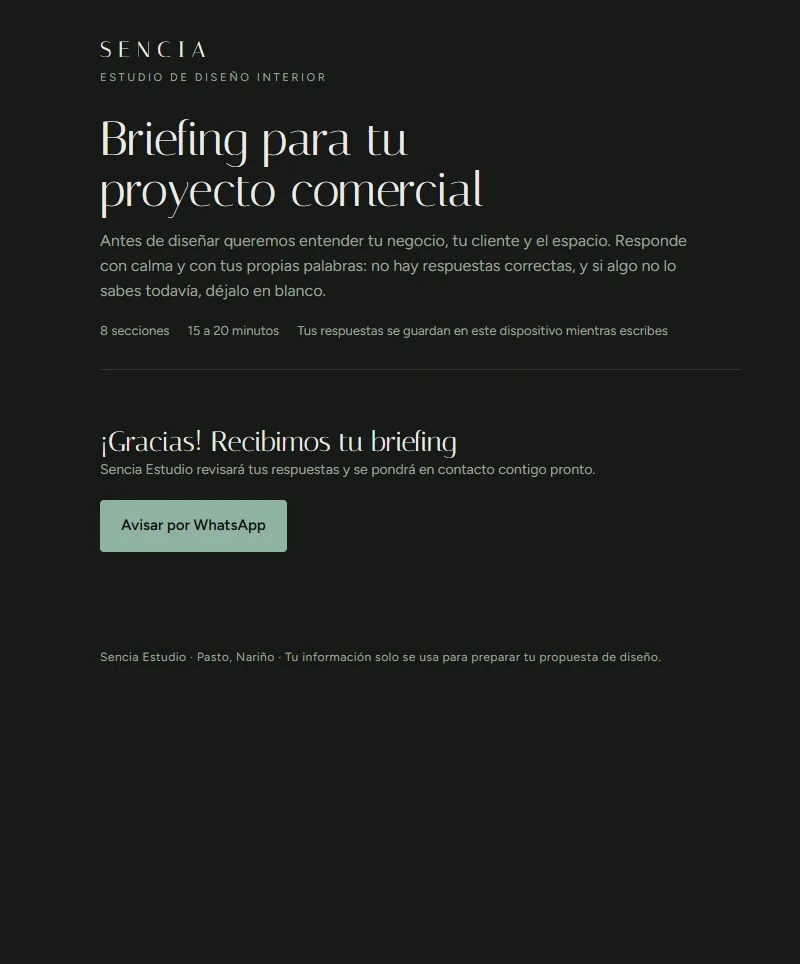 SENCIA
ESTUDIO DE DISEÑO INTERIOR
Briefing para tu
proyecto comercial
Antes de diseñar queremos entender tu negocio, tu cliente y el espacio. Responde
con calma y con tus propias palabras: no hay respuestas correctas, y si algo no lo
sabes todavía, déjalo en blanco.
8 secciones 15 a 20 minutos Tus respuestas se guardan en este dispositivo mientras escribes
¡Gracias! Recibimos tu briefing
Sencia Estudio revisará tus respuestas y se pondrá en contacto contigo pronto.
Avisar por WhatsApp
Sencia Estudio · Pasto, Nariño · Tu información solo se usa para preparar tu propuesta de diseño.